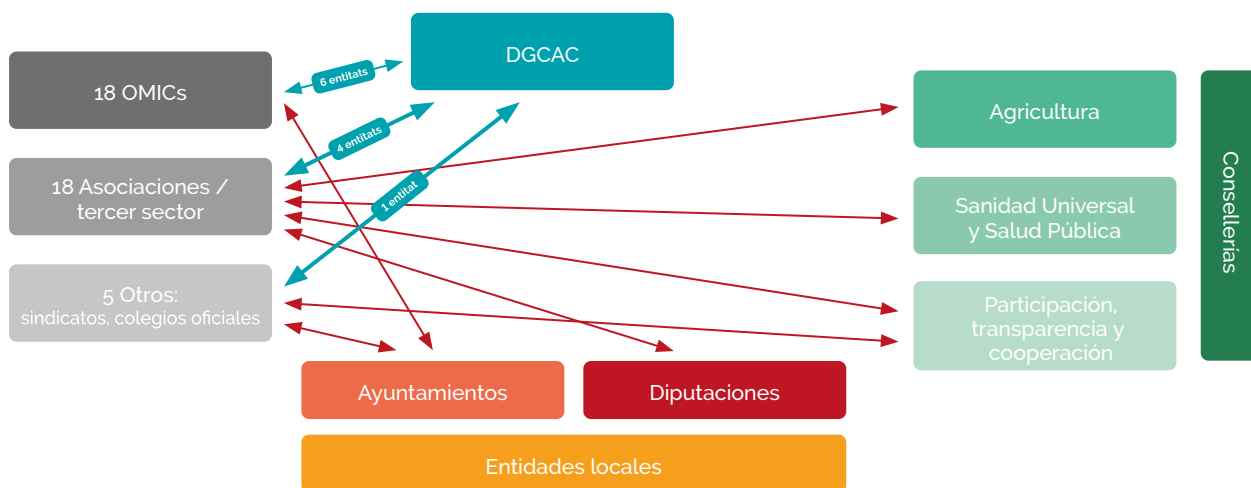 DGCAC
18 OMICs
6 entitats
18 Asociaciones /
tercer sector
4 entitats
5 Otros:
sindicatos, colegios oficiales
1 entitat
Agricultura
Sanidad Universal
y Salud Pública
Participación,
transparencia y
cooperación
Consellerías
Ayuntamientos
Diputaciones
Entidades locales